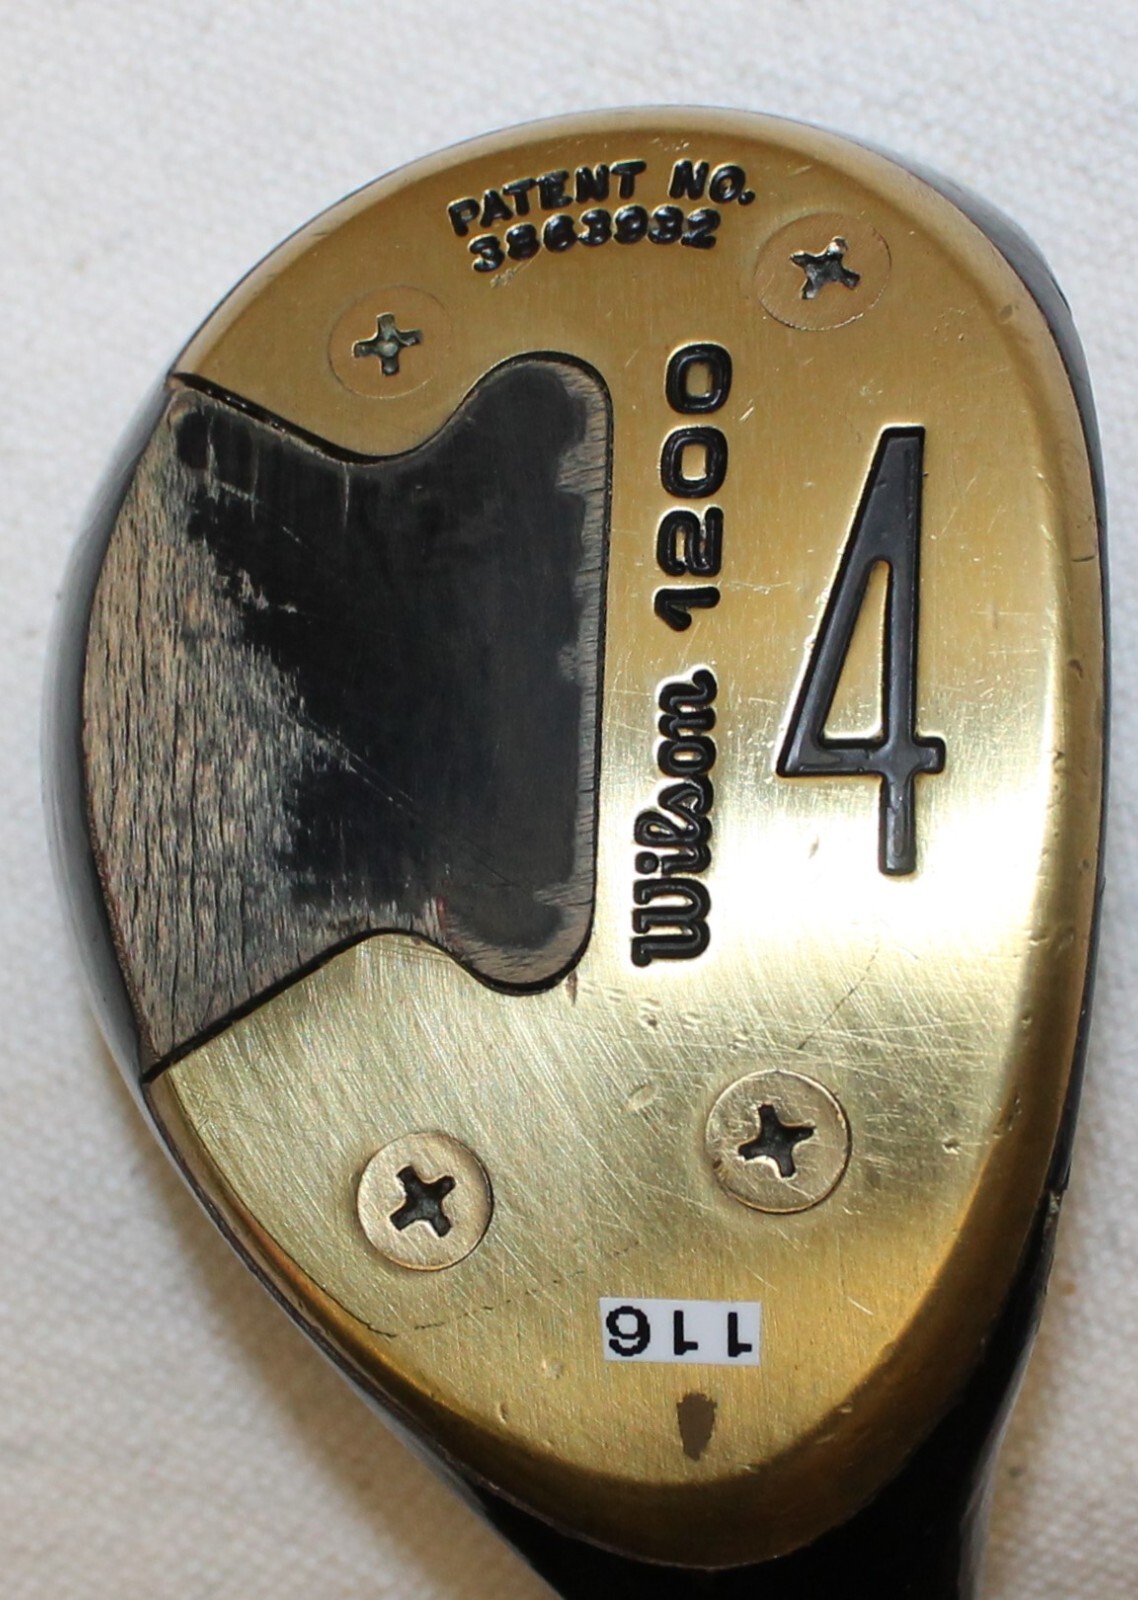 PATENT NO.
3863932
Wilson 1200
4
116